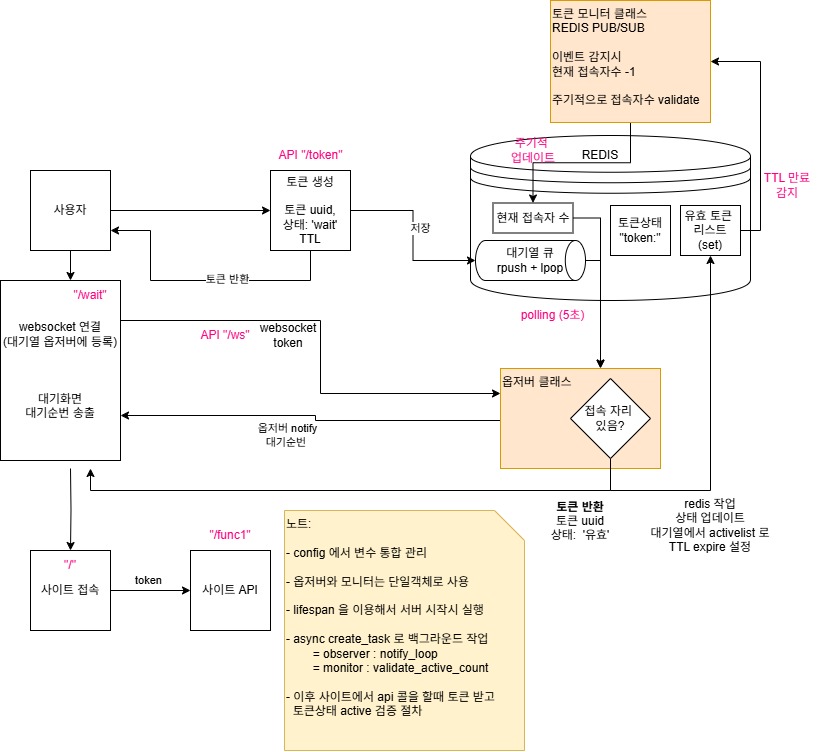 토큰 모니터 클래스
REDIS PUB/SUB
이벤트 감지시
현재 접속자수 -1
주기적으로 접속자수 validate
주기적
업데이트
REDIS
TTL 만료
감지
API "/token"
사용자
토큰 생성
토큰 uuid,
상태: 'wait'
TTL
저장
토큰 반환
현재 접속자 수
대기열 큐
rpush + lpop
토큰상태
"token:"
유효 토큰
리스트
(set)
"/wait"
websocket 연결
(대기열 옵저버에 등록)
대기화면
대기순번 송출
API "/ws"
websocket
token
polling (5초)
옵저버 클래스
접속 자리
있음?
옵저버 notify
대기순번
토큰 반환
토큰 uuid
상태: '유효'
redis 작업
상태 업데이트
대기열에서 activelist 로
TTL expire 설정
"/"
사이트 접속
token
"/func1"
사이트 API
노트:
- config 에서 변수 통합 관리
- 옵저버와 모니터는 단일객체로 사용
- lifespan 을 이용해서 서버 시작시 실행
- async create_task 로 백그라운드 작업
= observer : notify_loop
= monitor : validate_active_count
- 이후 사이트에서 api 콜을 할때 토큰 받고
토큰상태 active 검증 절차